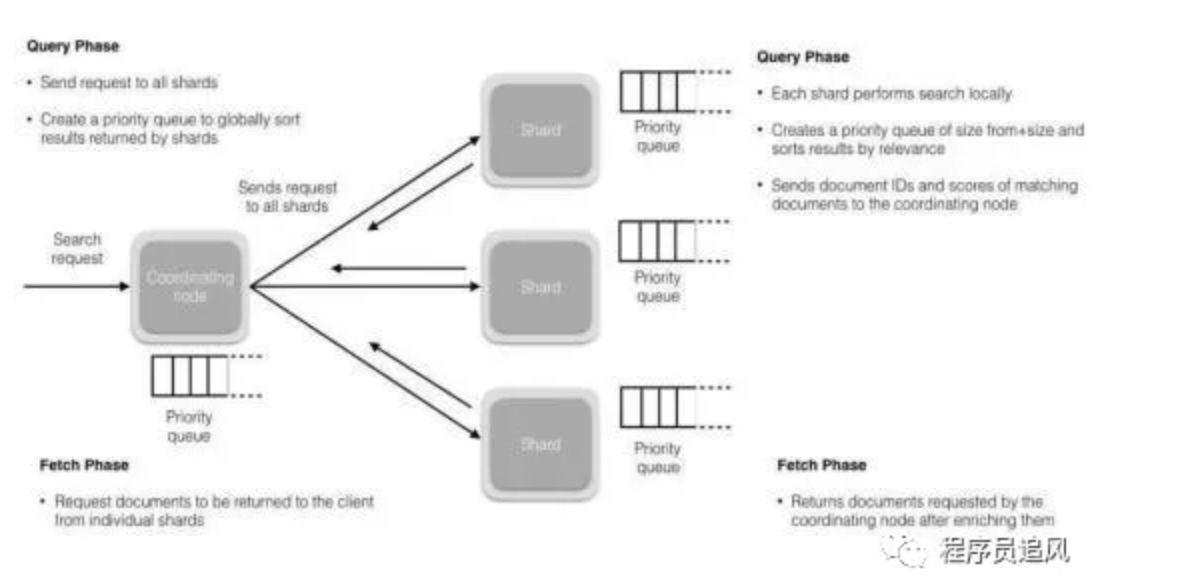 Query Phase
• Send request to all shards
• Create a priority queue to globally sort
results returned by shards
Sends request
to all shards
Search
request
Coordinating
node
Priority
queue
Fetch Phase
• Request documents to be returned to the client
from individual shards
Shard
Priority
queue
Shard
Priority
queue
Shard
Priority
queue
Query Phase
• Each shard performs search locally
• Creates a priority queue of size from+size and
sorts results by relevance
• Sends document IDs and scores of matching
documents to the coordinating node
Fetch Phase
• Returns documents requested by the
coordinating node after enriching them
程序员追风